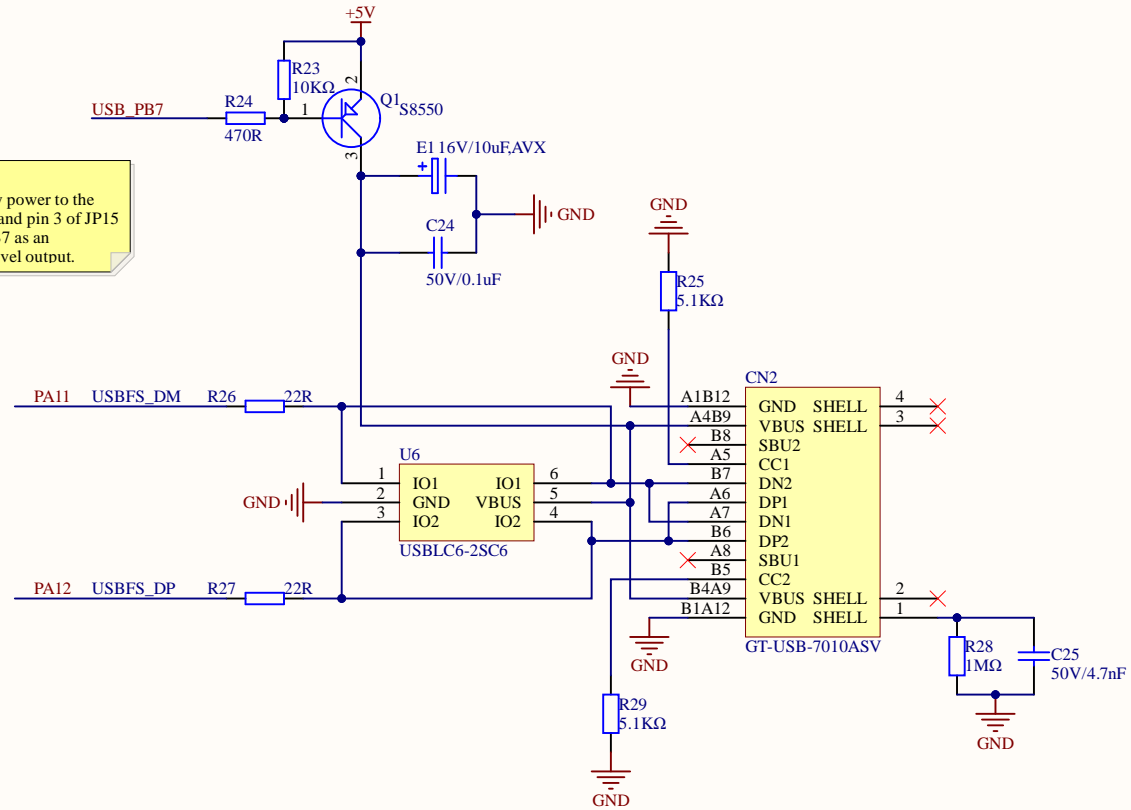 +5V
R23
10KΩ
2
R24
USB_PB7
1
Q1
S8550
470R
3
E1 16V/10uF,AVX
+
GND
C24
50V/0.1uF
power to the
and pin 3 of JP15
7 as an
output.
GND
R25
5.1KΩ
GND
CN2
PA11 USBFS_DM R26 22R
A1B12 GND SHELL 4
A4B9 VBUS SHELL 3
B8 SBU2
A5 CC1
B7 DN2
A6 DP1
A7 DN1
B6 DP2
A8 SBU1
B5 CC2
B4A9 VBUS SHELL 2
B1A12 GND SHELL 1
GT-USB-7010ASV
U6
1 IO1 IO1 6
GND 2 GND VBUS 5
3 IO2 IO2 4
USBLC6-2SC6
PA12 USBFS_DP R27 22R
GND
R28
1MΩ
C25
50V/4.7nF
GND
R29
5.1KΩ
GND